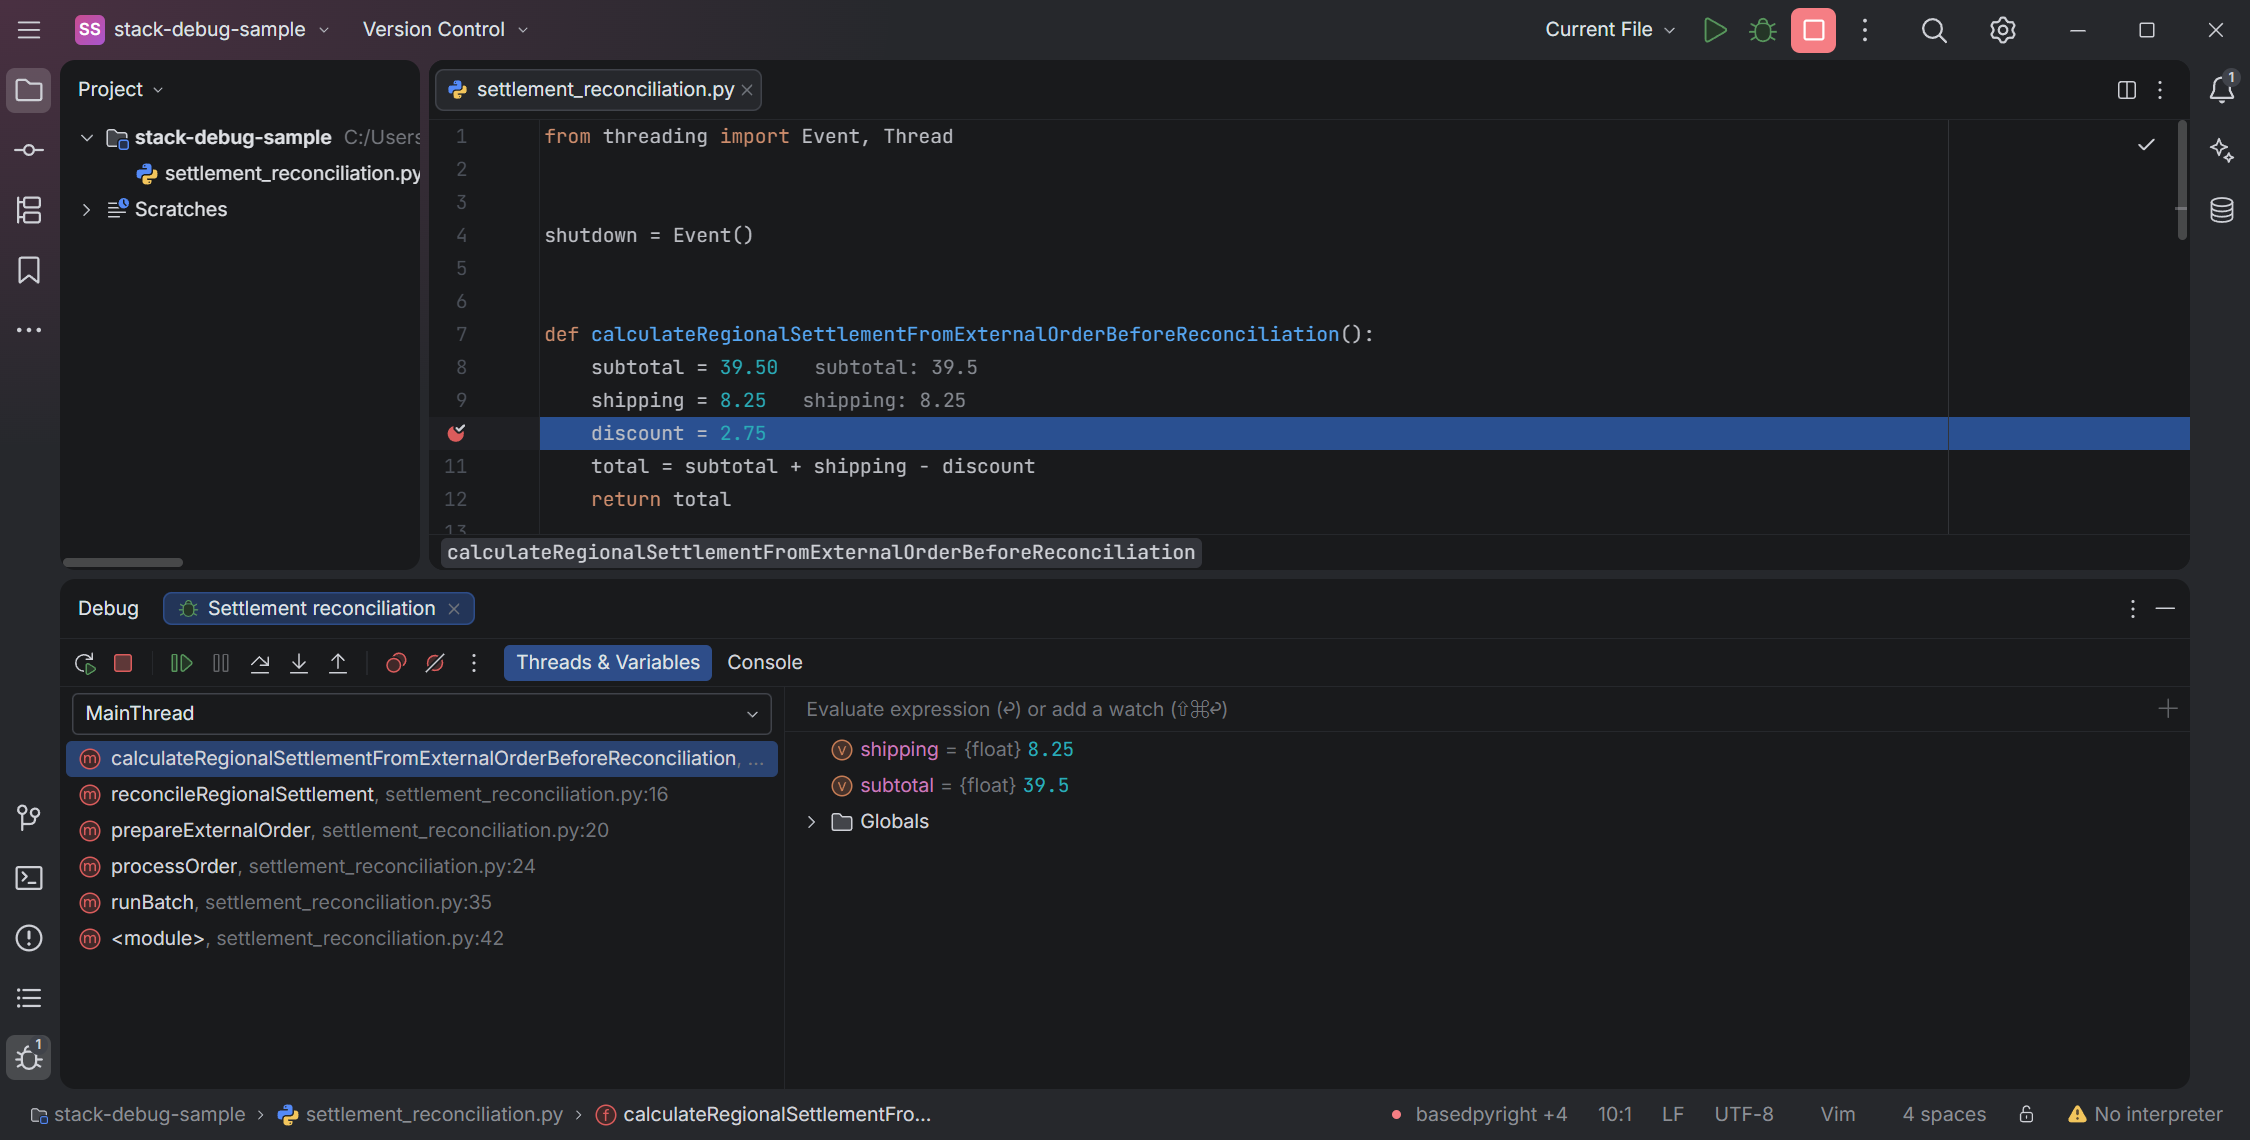 SS stack-debug-sample Version Control Current File
Project
settlement_reconciliation.py
1
stack-debug-sample C:/Users
settlement_reconciliation.py
Scratches
1 from threading import Event, Thread
2
3
4 shutdown = Event()
5
6
7 def calculateRegionalSettlementFromExternalOrderBeforeReconciliation():
8 subtotal = 39.50 subtotal: 39.5
9 shipping = 8.25 shipping: 8.25
discount = 2.75
11 total = subtotal + shipping - discount
12 return total
13
calculateRegionalSettlementFromExternalOrderBeforeReconciliation
Debug Settlement reconciliation
Threads & Variables Console
MainThread
calculateRegionalSettlementFromExternalOrderBeforeReconciliation, ...
reconcileRegionalSettlement, settlement_reconciliation.py:16
prepareExternalOrder, settlement_reconciliation.py:20
processOrder, settlement_reconciliation.py:24
runBatch, settlement_reconciliation.py:35
<module>, settlement_reconciliation.py:42
Evaluate expression (⏎) or add a watch (⇧⌘⏎)
shipping = {float} 8.25
subtotal = {float} 39.5
Globals
1
stack-debug-sample › settlement_reconciliation.py › calculateRegionalSettlementFro...
basedpyright +4 10:1 LF UTF-8 Vim 4 spaces No interpreter